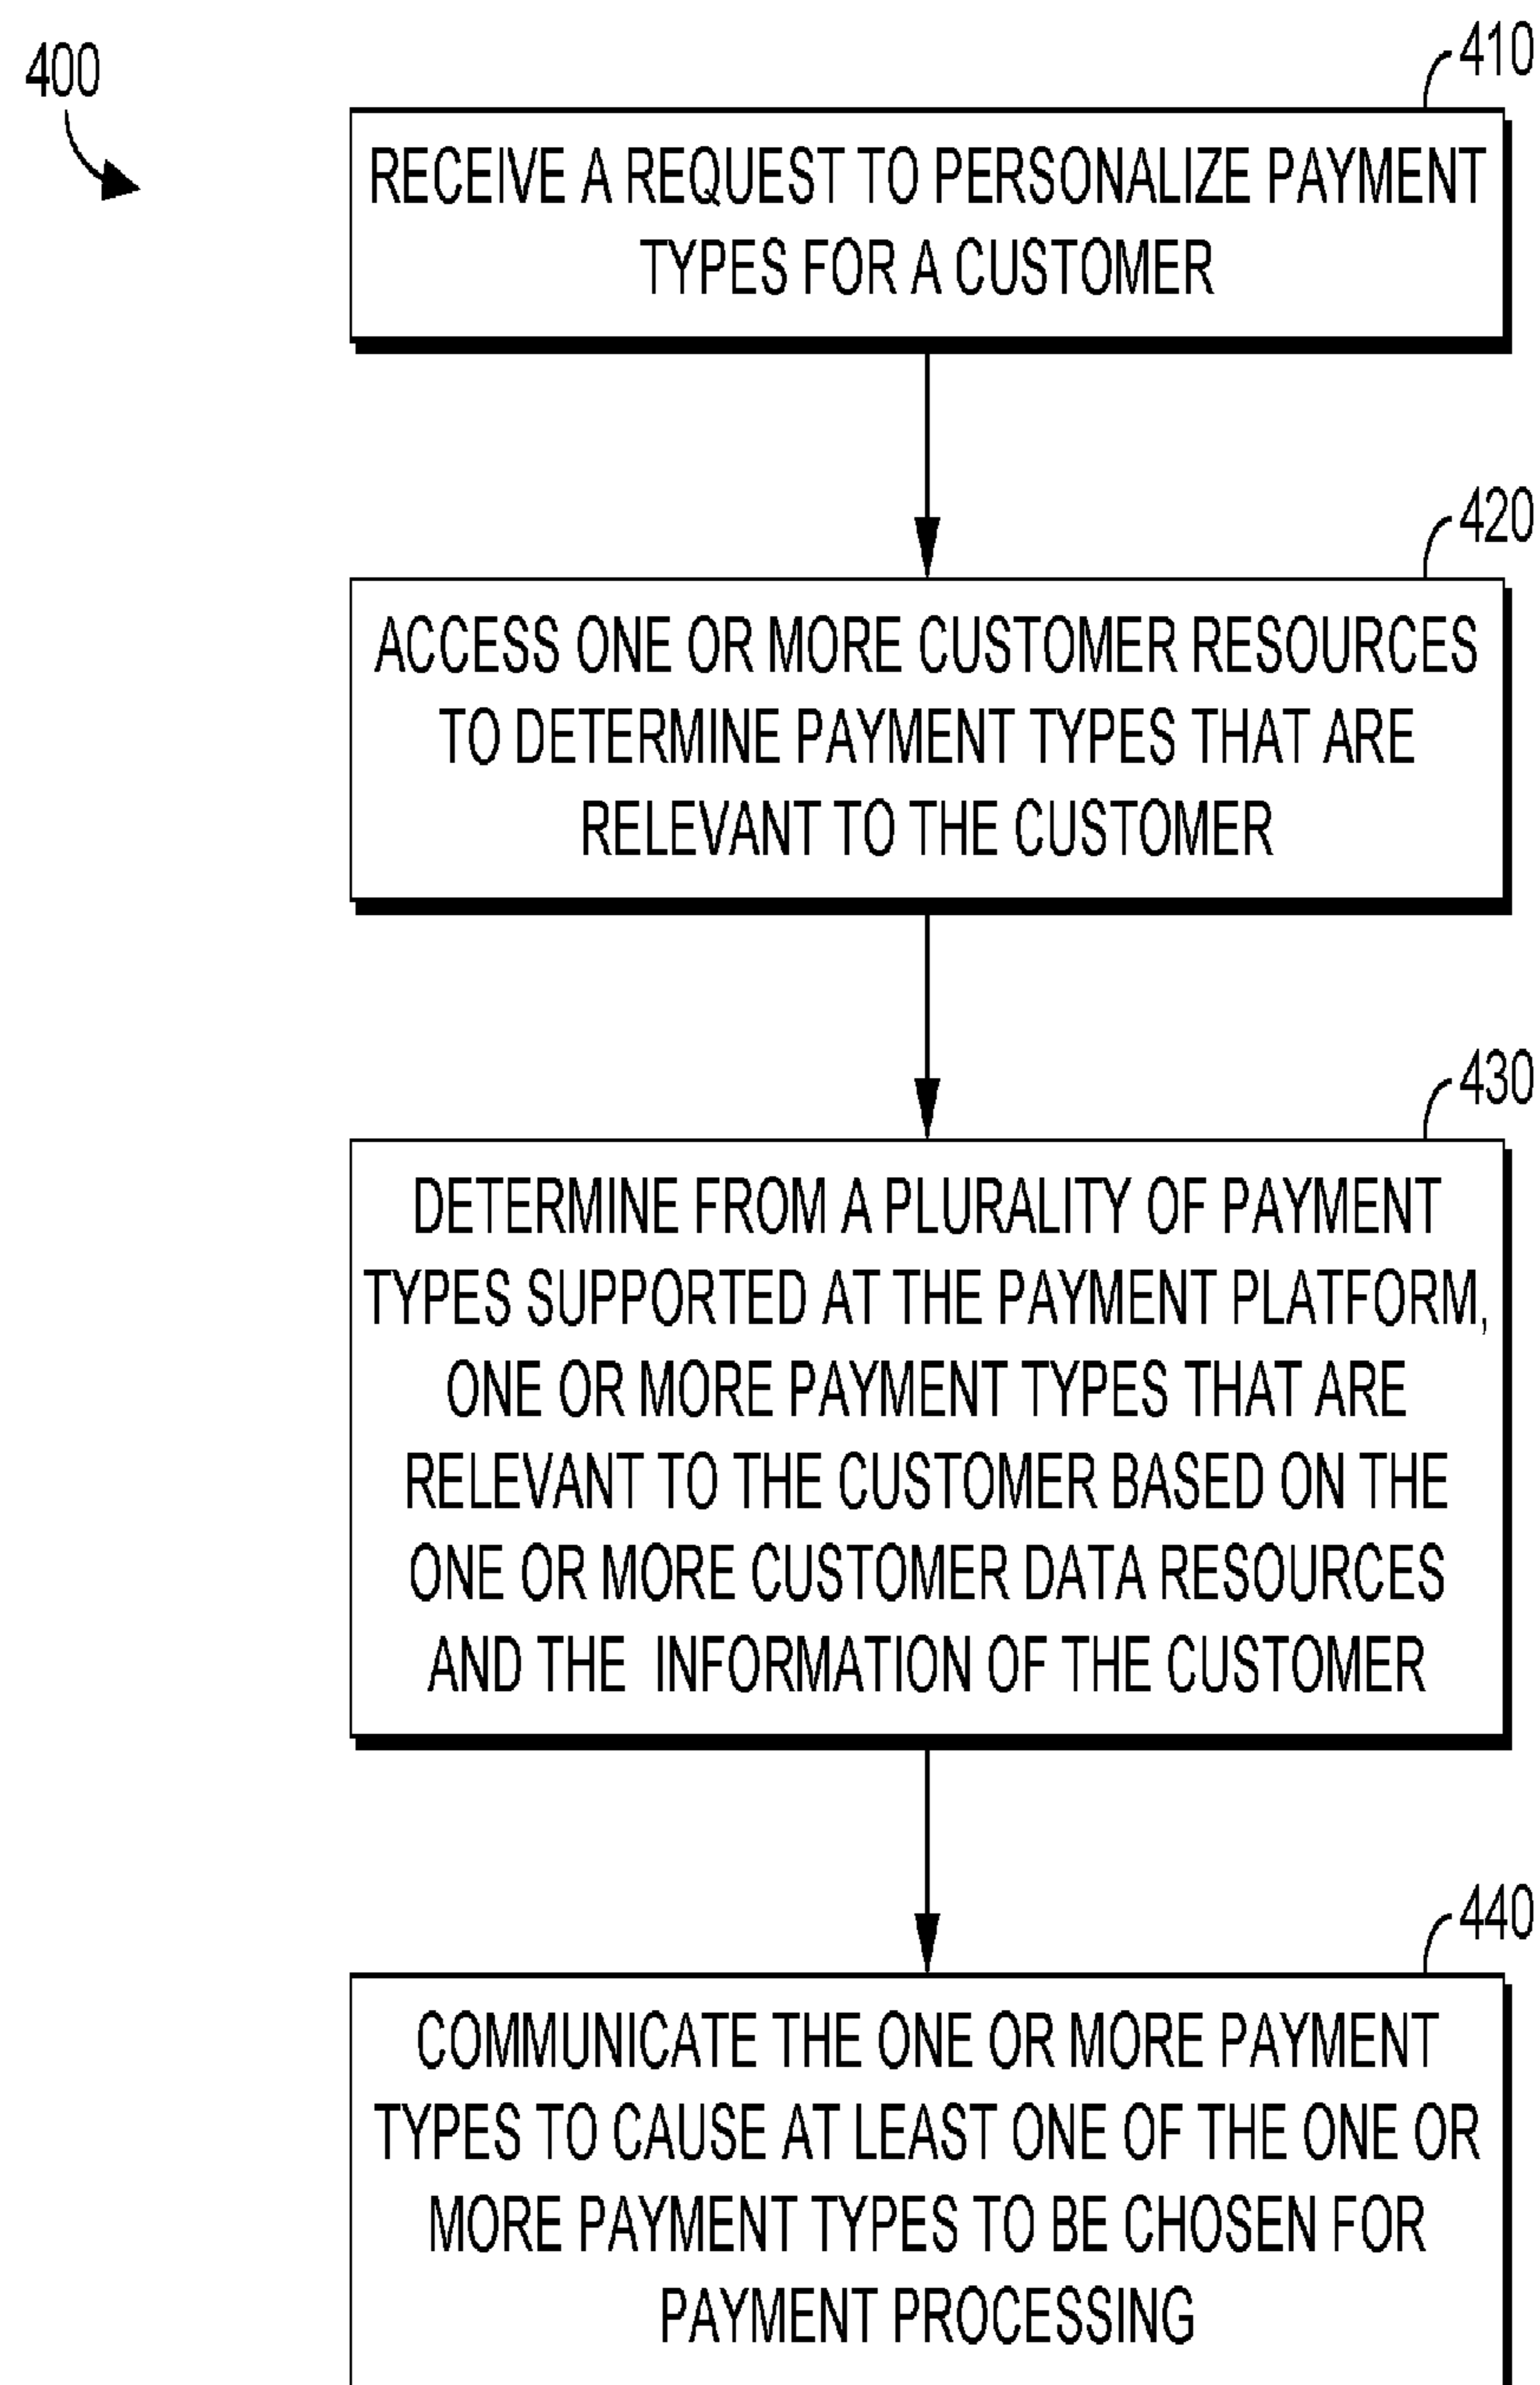 400
410
RECEIVE A REQUEST TO PERSONALIZE PAYMENT
TYPES FOR A CUSTOMER
420
ACCESS ONE OR MORE CUSTOMER RESOURCES
TO DETERMINE PAYMENT TYPES THAT ARE
RELEVANT TO THE CUSTOMER
430
DETERMINE FROM A PLURALITY OF PAYMENT
TYPES SUPPORTED AT THE PAYMENT PLATFORM,
ONE OR MORE PAYMENT TYPES THAT ARE
RELEVANT TO THE CUSTOMER BASED ON THE
ONE OR MORE CUSTOMER DATA RESOURCES
AND THE INFORMATION OF THE CUSTOMER
440
COMMUNICATE THE ONE OR MORE PAYMENT
TYPES TO CAUSE AT LEAST ONE OF THE ONE OR
MORE PAYMENT TYPES TO BE CHOSEN FOR
PAYMENT PROCESSING